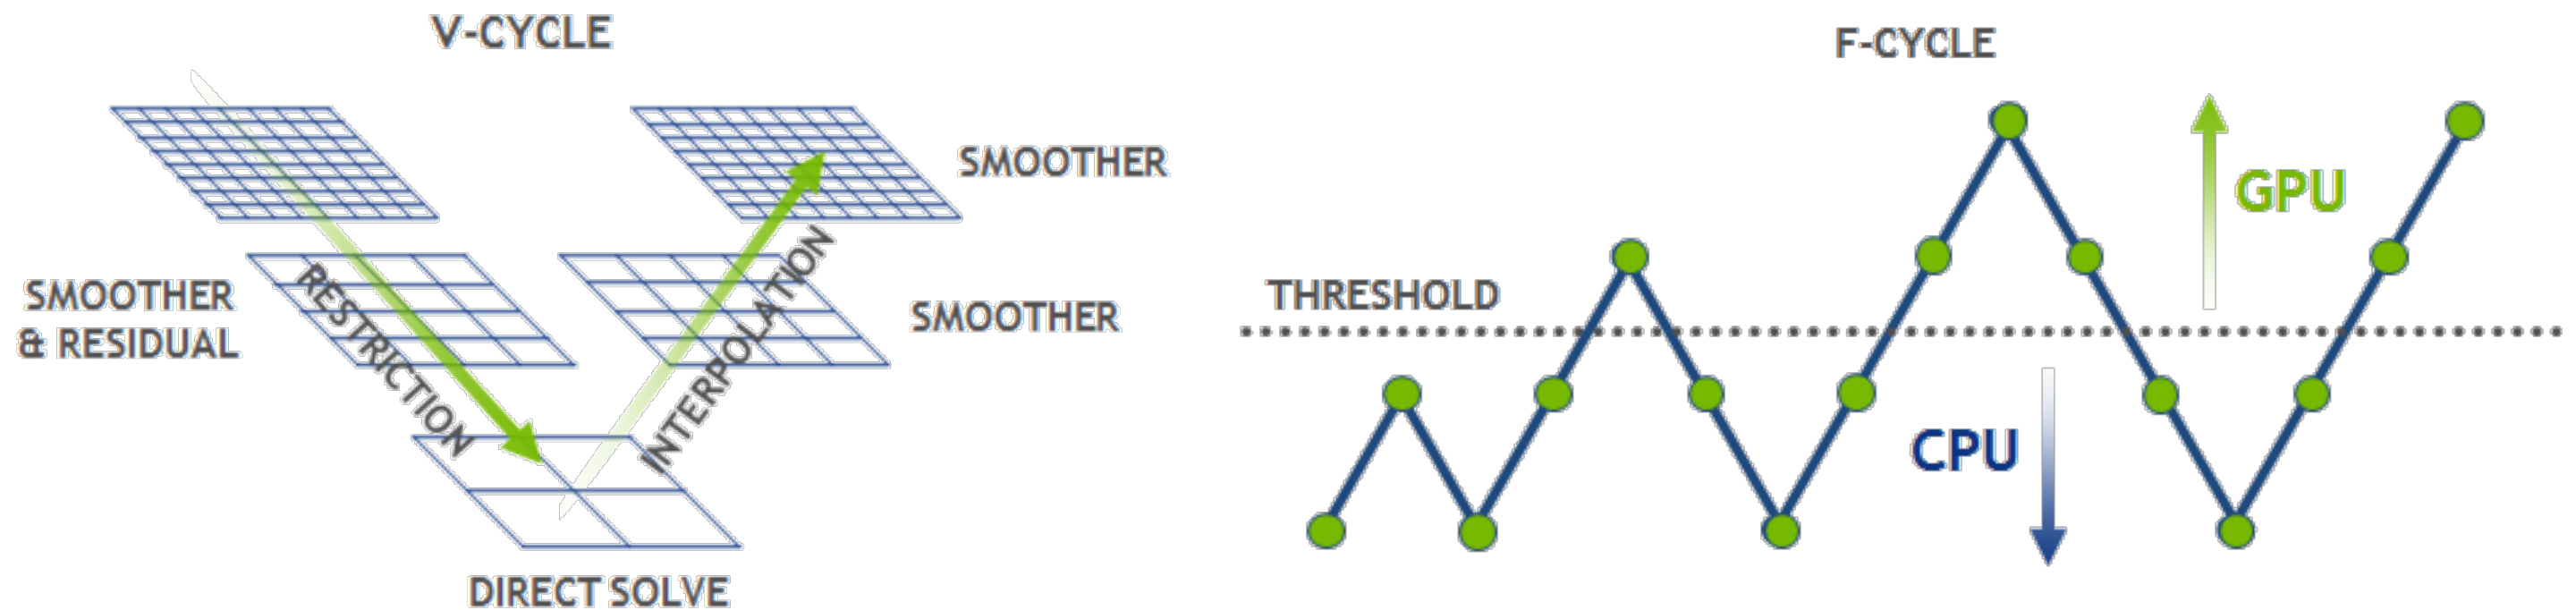 V-CYCLE
SMOOTHER
SMOOTHER
& RESIDUAL
RESTRICTION
INTERPOLATION
SMOOTHER
DIRECT SOLVE
F-CYCLE
GPU
THRESHOLD
CPU